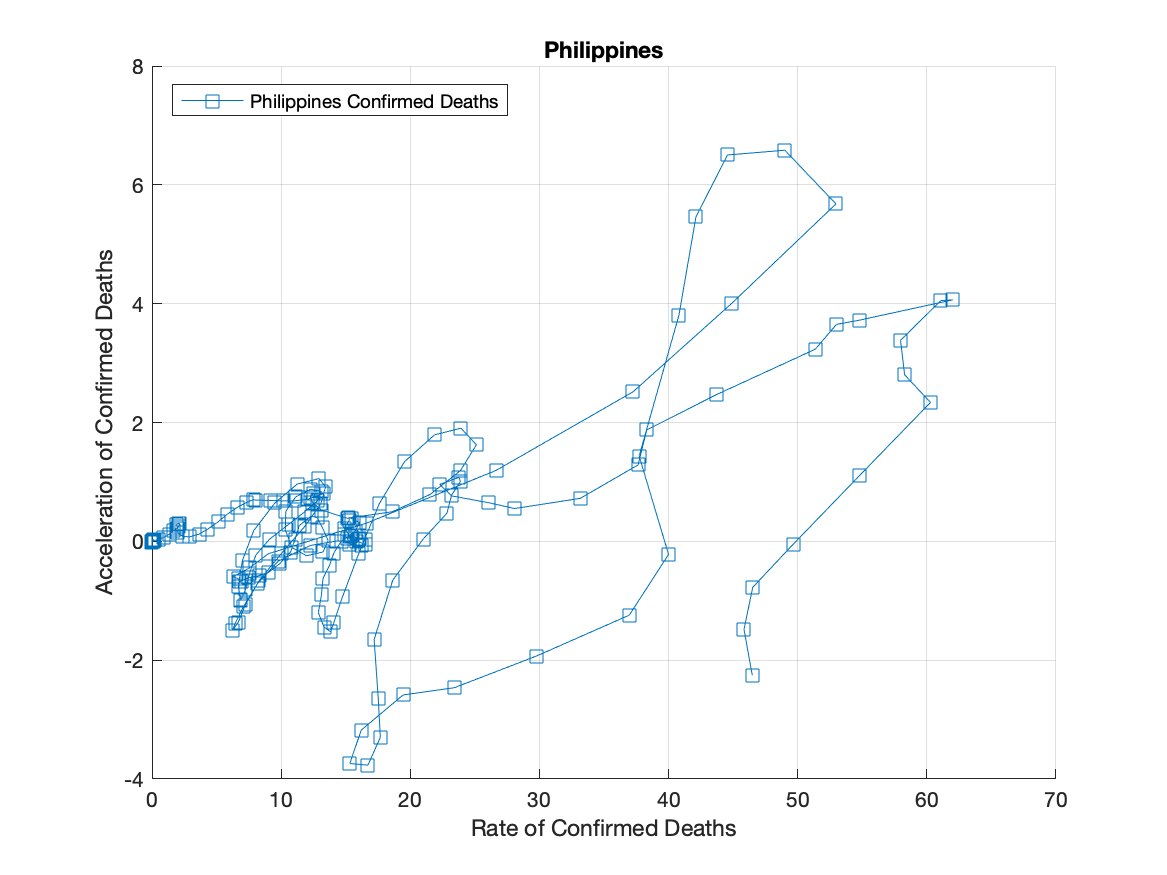 Philippines
Philippines Confirmed Deaths
8
6
4
2
0
-2
-4
Acceleration of Confirmed Deaths
0 10 20 30 40 50 60 70
Rate of Confirmed Deaths